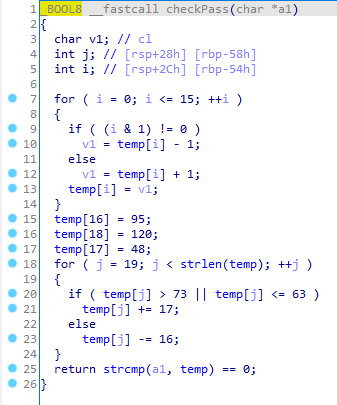 1 _BOOL8 __fastcall checkPass(char *a1)
2 {
3 char v1; // cl
4 int j; // [rsp+28h] [rbp-58h]
5 int i; // [rsp+2Ch] [rbp-54h]
6
7 for ( i = 0; i <= 15; ++i )
8 {
9 if ( (i & 1) != 0 )
10 v1 = temp[i] - 1;
11 else
12 v1 = temp[i] + 1;
13 temp[i] = v1;
14 }
15 temp[16] = 95;
16 temp[18] = 120;
17 temp[17] = 48;
18 for ( j = 19; j < strlen(temp); ++j )
19 {
20 if ( temp[j] > 73 || temp[j] <= 63 )
21 temp[j] += 17;
22 else
23 temp[j] -= 16;
24 }
25 return strcmp(a1, temp) == 0;
26 }